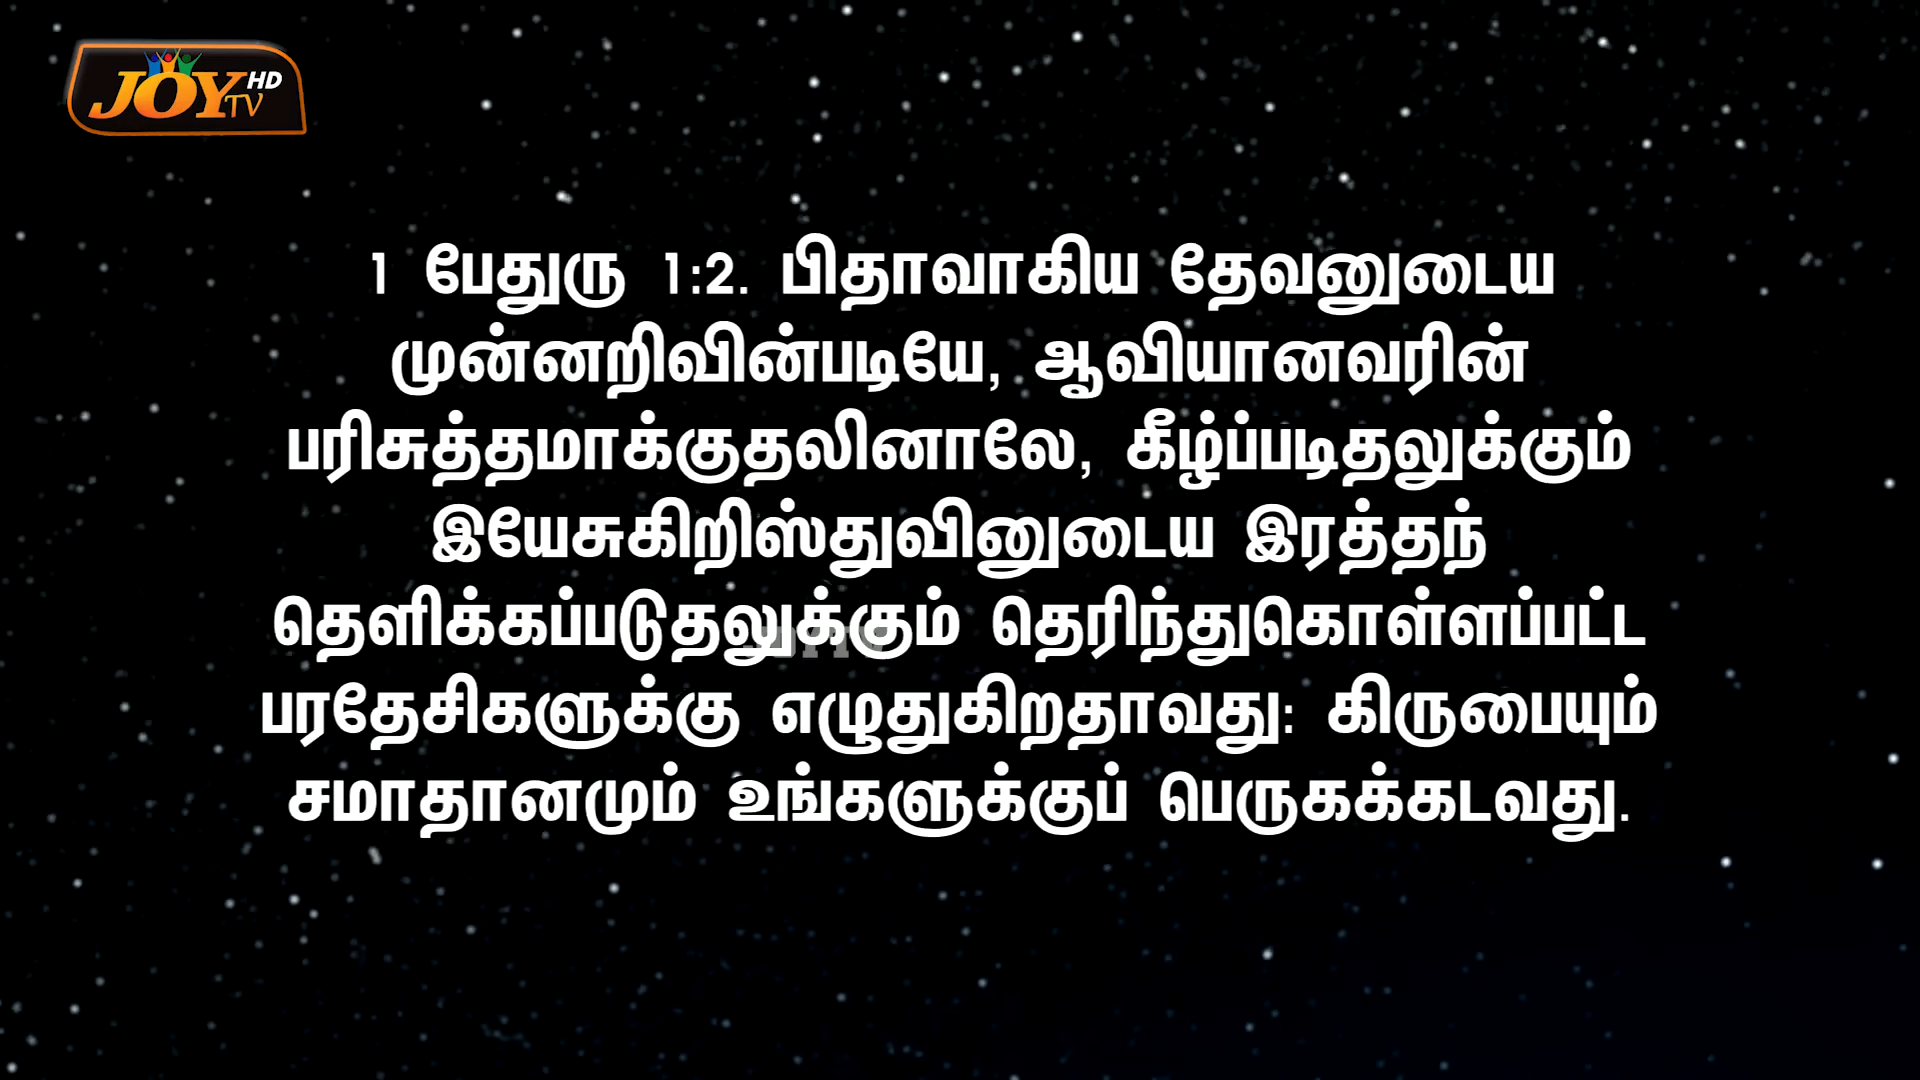 JOY HD
TV
1 பேதுரு 1:2. பிதாவாகிய தேவனுடைய
முன்னறிவின்படியே, ஆவியானவரின்
பரிசுத்தமாக்குதலினாலே, கீழ்ப்படிதலுக்கும்
இயேசுகிறிஸ்துவினுடைய இரத்தந்
தெளிக்கப்படுதலுக்கும் தெரிந்துகொள்ளப்பட்ட
பரதேசிகளுக்கு எழுதுகிறதாவது: கிருபையும்
சமாதானமும் உங்களுக்குப் பெருகக்கடவது.